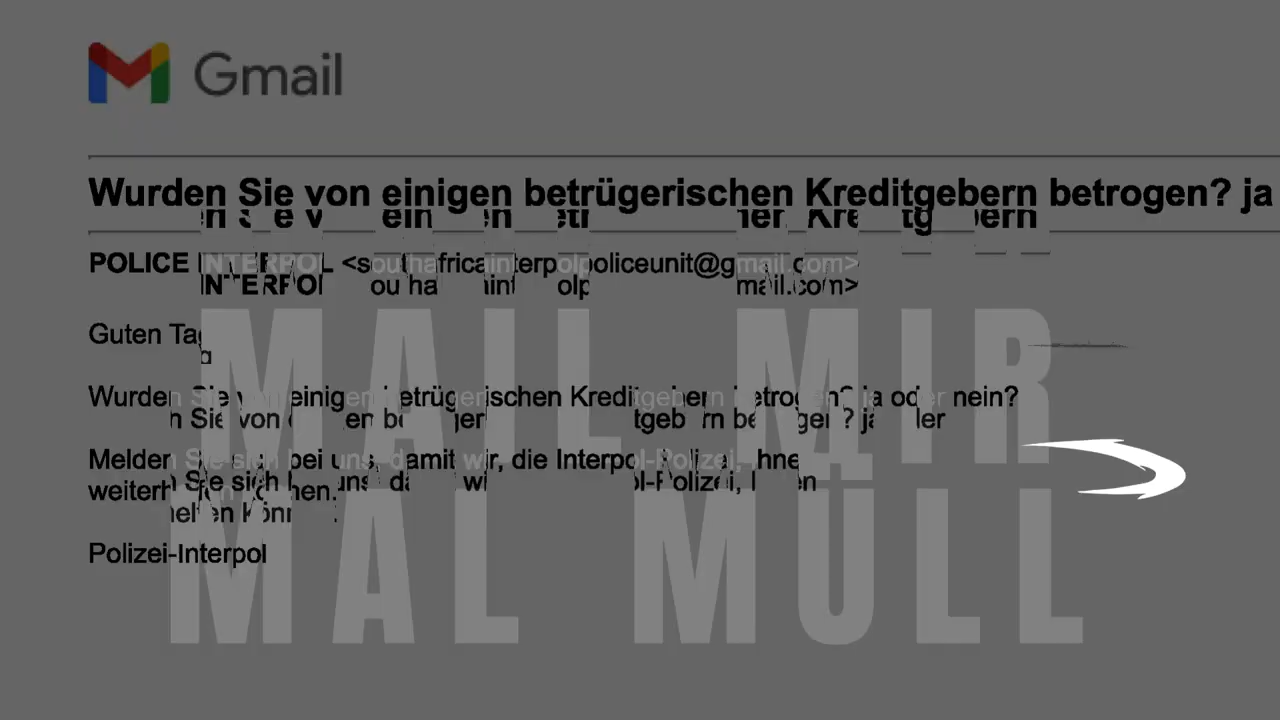 Gmail
Wurden Sie von einigen betrügerischen Kreditgebern betrogen? ja
POLICE INTERPOL <southafricainterpolpoliceunit@gmail.com>
Guten Tag
Wurden Sie von einigen betrügerischen Kreditgebern betrogen? ja oder nein?
Melden Sie sich bei uns, damit wir, die Interpol-Polizei, Ihnen
weiterhelfen können.
Polizei-Interpol
MAIL MIR
MAL MÜLL